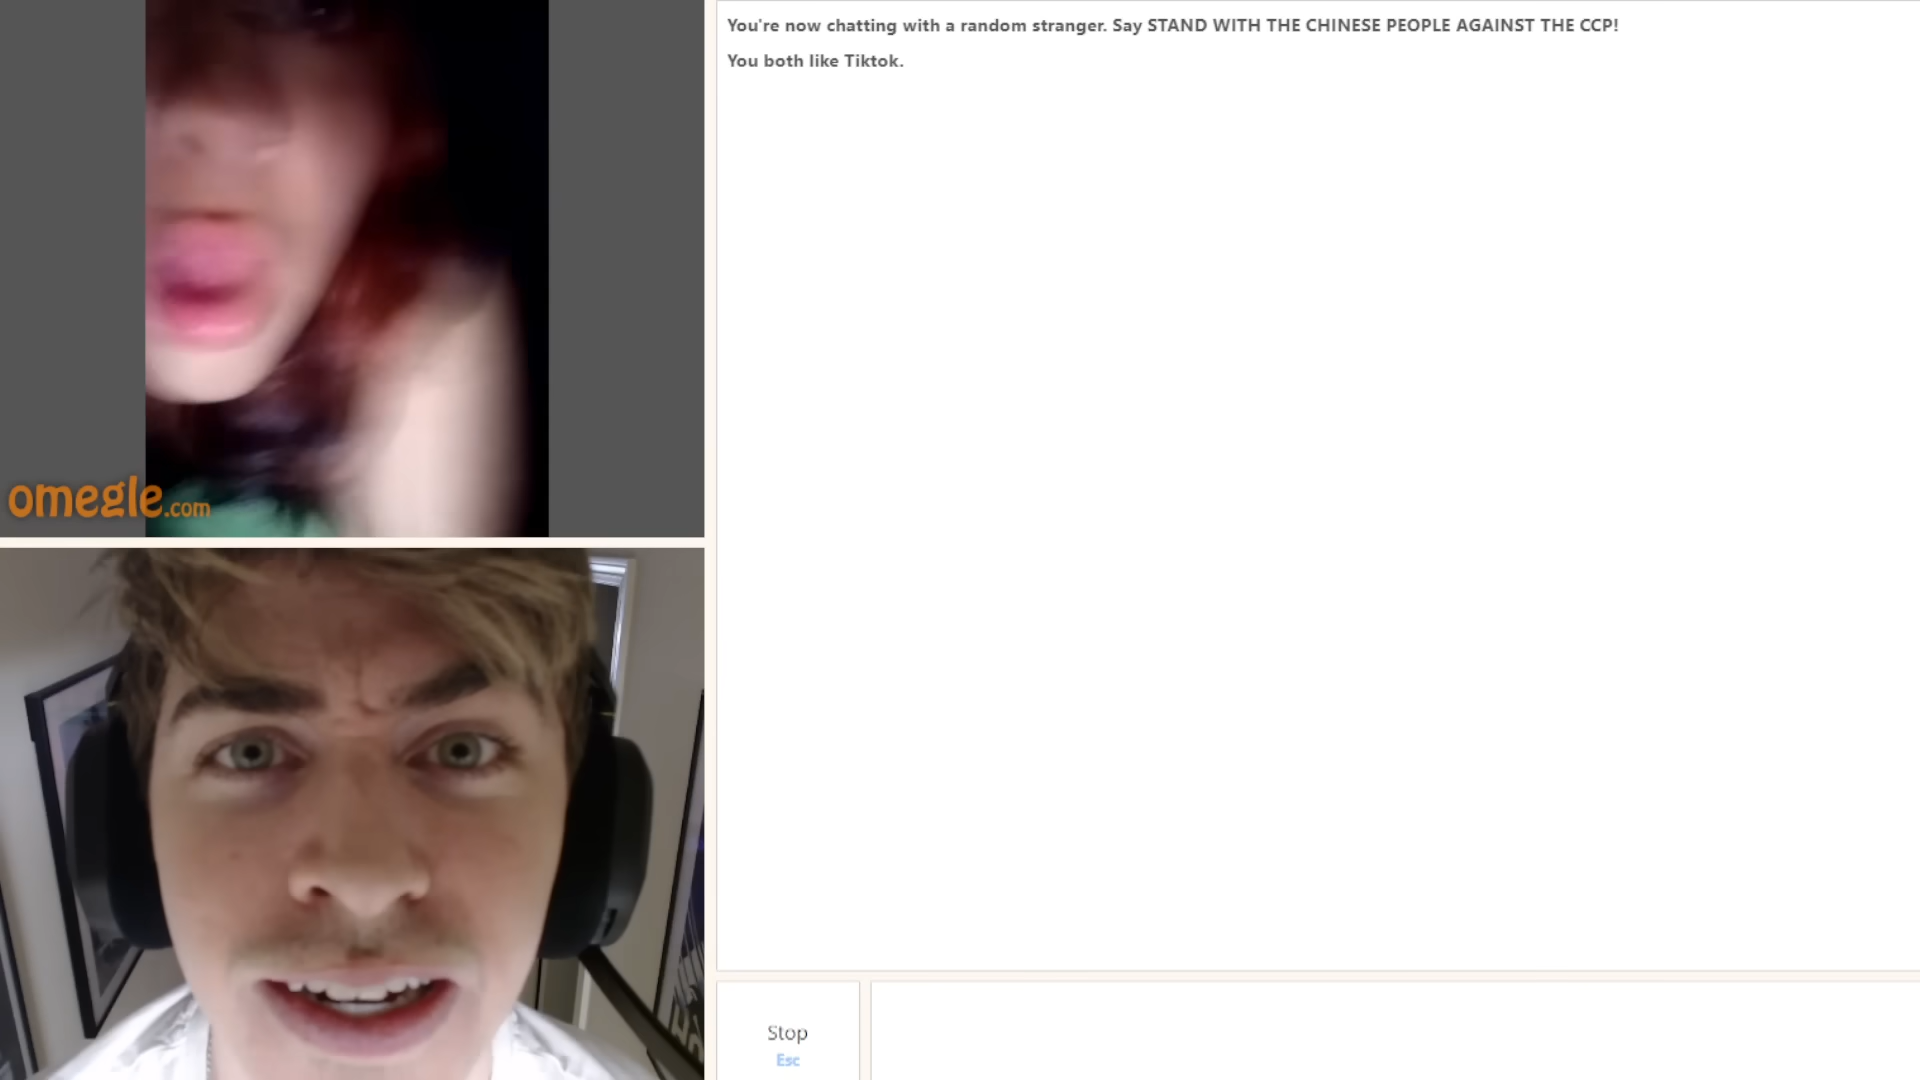 You're now chatting with a random stranger. Say STAND WITH THE CHINESE PEOPLE AGAINST THE CCP!
You both like Tiktok.
omegle.com
Stop
Esc